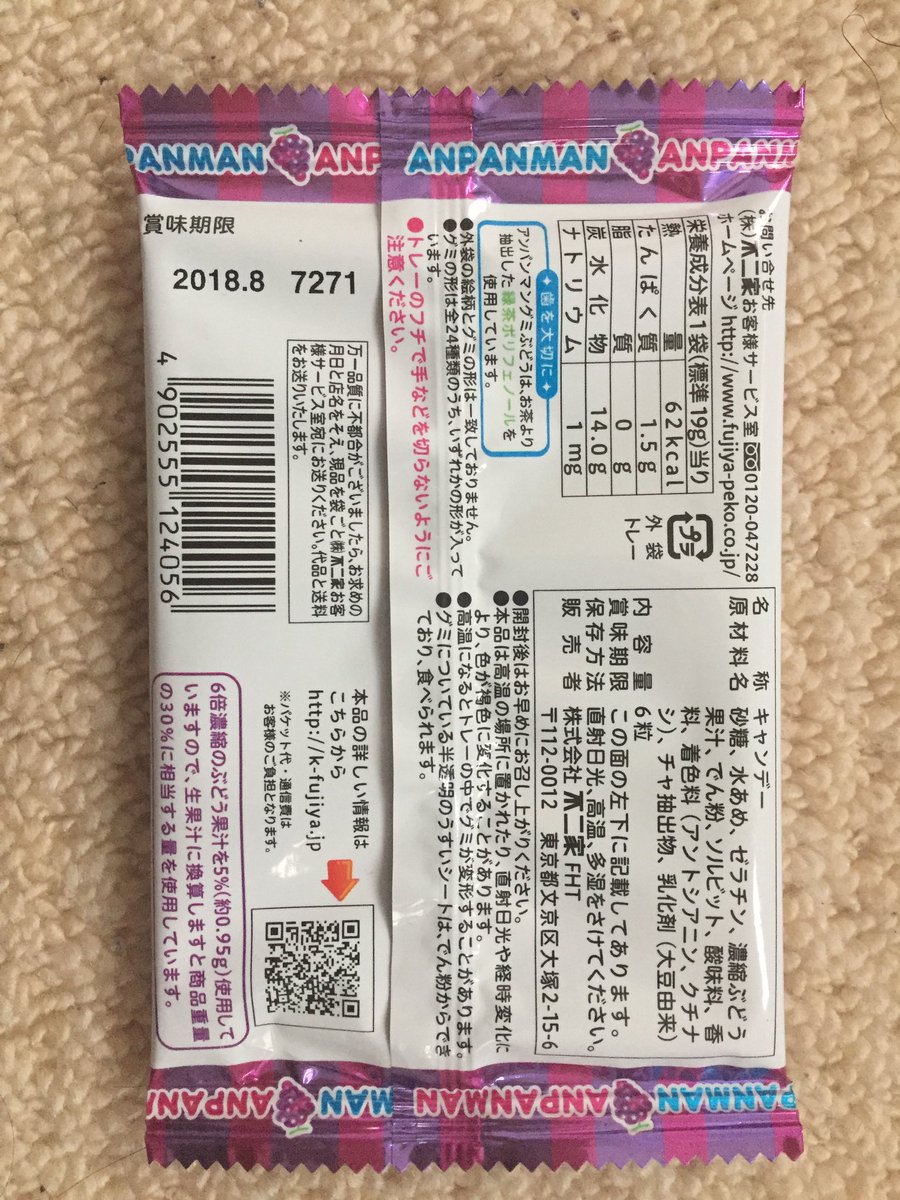 ANPANMAN ANPANMAN ANPANMAN
お問い合せ先
(株)不二家お客様サービス室 0120-047228
ホームページ http://www.fujiya-peko.co.jp/
栄養成分表1袋(標準19g)当り
熱量 62kcal
たんぱく質 1.5g
脂質 0g
炭水化物 14.0g
ナトリウム 1mg
プラ
外袋
トレー
歯を大切に
アンパンマングミぶどうは、お茶より
抽出した緑茶ポリフェノールを
使用しています。
●外袋の絵柄とグミの形は一致しておりません。
●グミの形は全24種類のうち、いずれかの形が入って
います。
●トレーのフチで手などを切らないようにご
注意ください。
名称 キャンデー
原材料名 砂糖、水あめ、ゼラチン、濃縮ぶどう
果汁、でん粉、ソルビット、酸味料、香
料、着色料(アントシアニン、クチナ
シ)、チャ抽出物、乳化剤(大豆由来)
内容量 6粒
賞味期限 この面の左下に記載してあります。
保存方法 直射日光、高温、多湿をさけてください。
販売者 株式会社 不二家 FHT
〒112-0012 東京都文京区大塚2-15-6
●開封後はお早めにお召し上がりください。
●本品は高温の場所に置かれたり、直射日光や経時変化に
より、色が褐色に変化することがあります。
●高温になるとトレーの中でグミが変形することがあります。
●グミについている半透明のうすいシートは、でん粉からでき
ており、食べられます。
賞味期限
2018.8 7271
万一品質に不都合がございましたら、お求めの
月日と店名をそえ、現品を袋ごと(株)不二家お客
様サービス室宛にお送りください。代品と送料
をお送りいたします。
4 902555 124056
本品の詳しい情報は
こちらから
http://k-fujiya.jp
※パケット代・通信費は
お客様のご負担となります。
6倍濃縮のぶどう果汁を5%(約0.95g)使用して
いますので、生果汁に換算しますと商品重量
の30%に相当する量を使用しています。
ANPANMAN ANPANMAN ANPANMAN